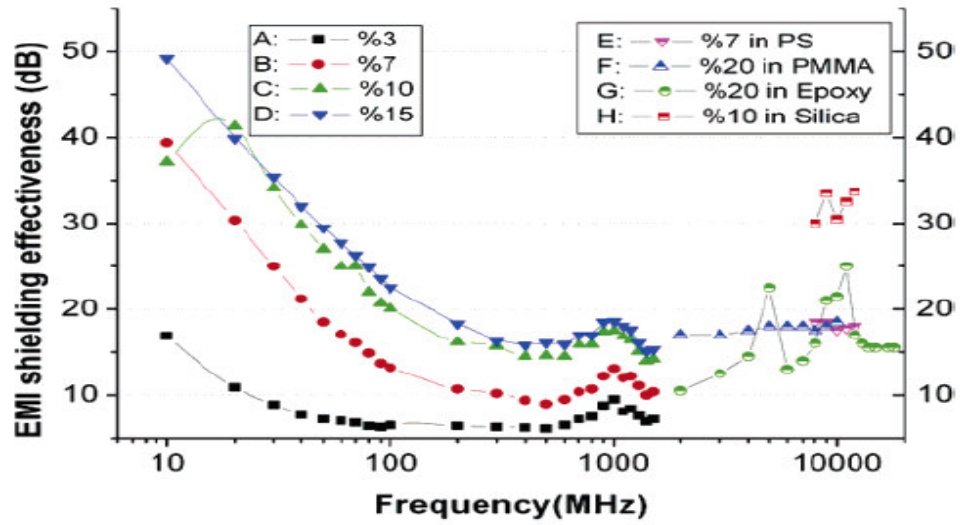 EMI shielding effectiveness (dB)
50
40
30
20
10
A: %3
B: %7
C: %10
D: %15
E: %7 in PS
F: %20 in PMMA
G: %20 in Epoxy
H: %10 in Silica
50
40
30
20
10
10 100 1000 10000
Frequency(MHz)